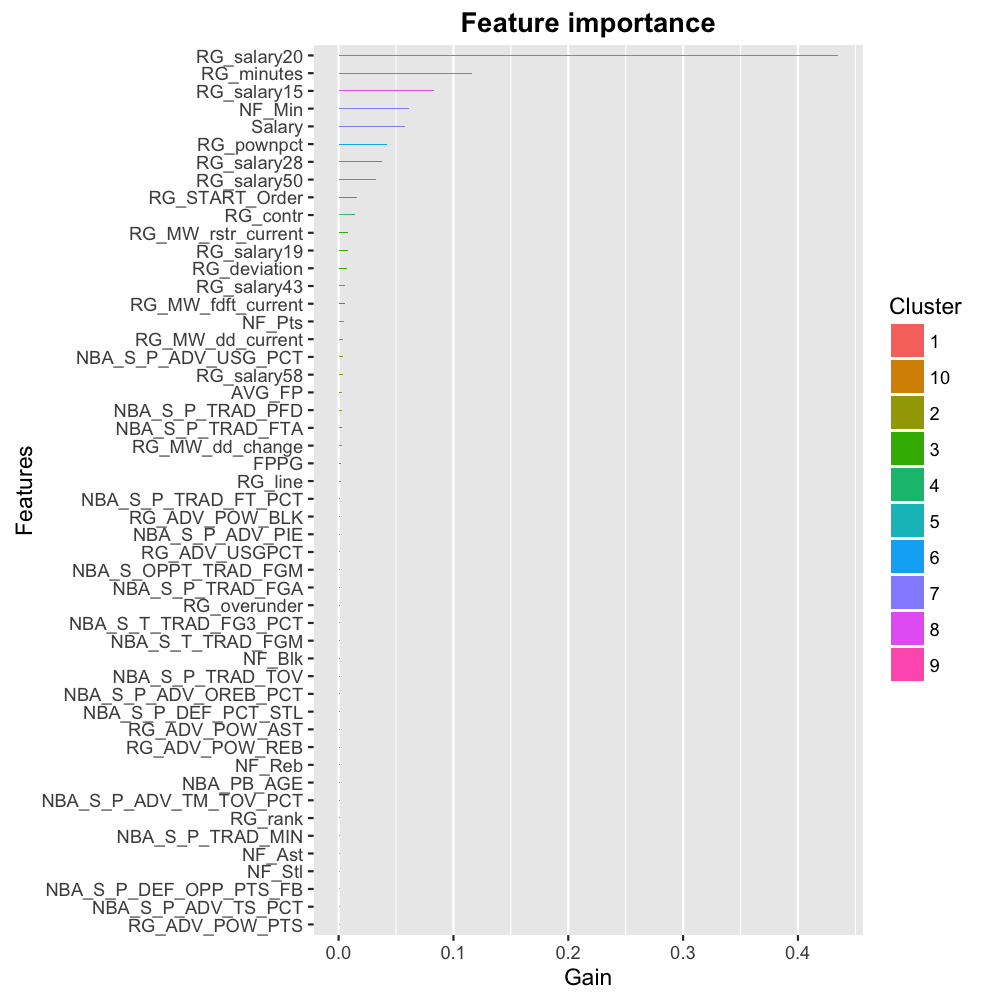 Feature importance
RG_salary20
RG_minutes
RG_salary15
NF_Min
Salary
RG_pownpct
RG_salary28
RG_salary50
RG_START_Order
RG_contr
RG_MW_rstr_current
RG_salary19
RG_deviation
RG_salary43
RG_MW_fdft_current
NF_Pts
RG_MW_dd_current
NBA_S_P_ADV_USG_PCT
RG_salary58
AVG_FP
NBA_S_P_TRAD_PFD
NBA_S_P_TRAD_FTA
RG_MW_dd_change
FPPG
RG_line
NBA_S_P_TRAD_FT_PCT
RG_ADV_POW_BLK
NBA_S_P_ADV_PIE
RG_ADV_USGPCT
NBA_S_OPPT_TRAD_FGM
NBA_S_P_TRAD_FGA
RG_overunder
NBA_S_T_TRAD_FG3_PCT
NBA_S_T_TRAD_FGM
NF_Blk
NBA_S_P_TRAD_TOV
NBA_S_P_ADV_OREB_PCT
NBA_S_P_DEF_PCT_STL
RG_ADV_POW_AST
RG_ADV_POW_REB
NF_Reb
NBA_PB_AGE
NBA_S_P_ADV_TM_TOV_PCT
RG_rank
NBA_S_P_TRAD_MIN
NF_Ast
NF_Stl
NBA_S_P_DEF_OPP_PTS_FB
NBA_S_P_ADV_TS_PCT
RG_ADV_POW_PTS
Features
0.0 0.1 0.2 0.3 0.4
Gain
Cluster
1
10
2
3
4
5
6
7
8
9